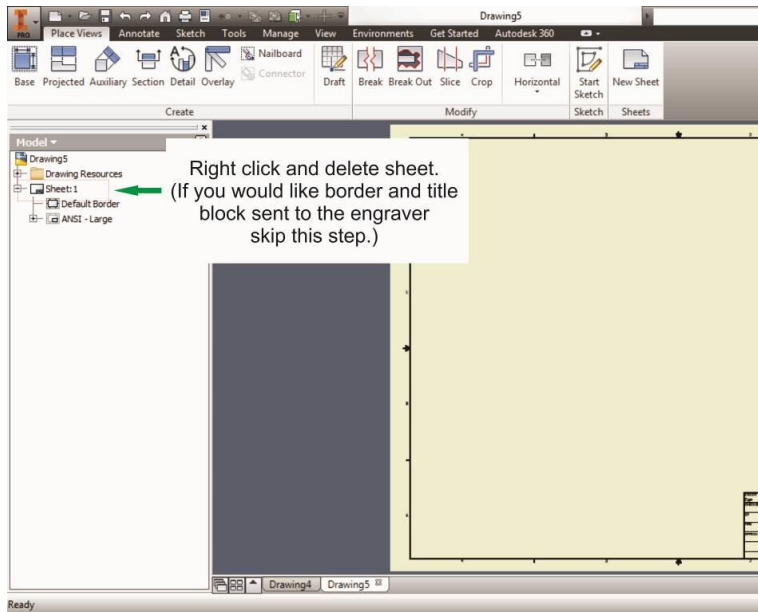 Drawing5
PRO
Place Views Annotate Sketch Tools Manage View Environments Get Started Autodesk 360
Nailboard
Connector
Base Projected Auxiliary Section Detail Overlay Draft Break Break Out Slice Crop Horizontal Start Sketch New Sheet
Create Modify Sketch Sheets
Model
Drawing5
Drawing Resources
Sheet:1
Default Border
ANSI - Large
Right click and delete sheet.
(If you would like border and title
block sent to the engraver
skip this step.)
Drawing4 Drawing5
Ready